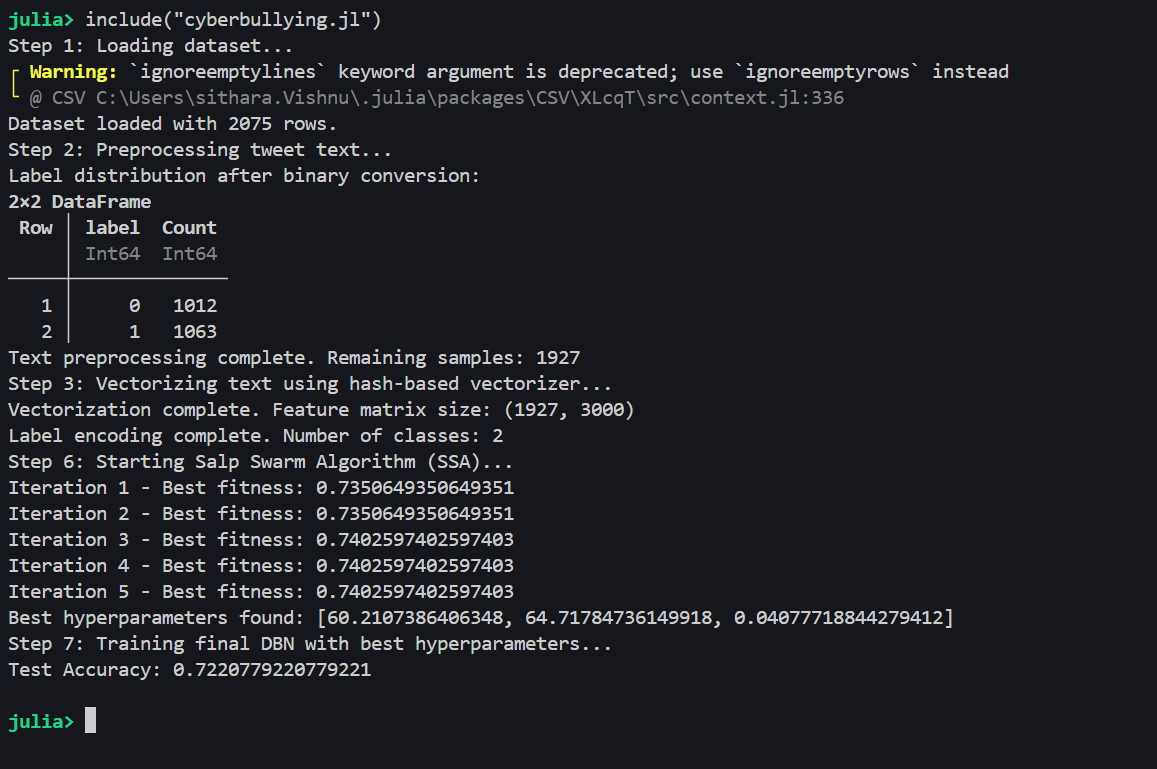 julia> include("cyberbullying.jl")
Step 1: Loading dataset...
┌ Warning: `ignoreemptylines` keyword argument is deprecated; use `ignoreemptyrows` instead
└ @ CSV C:\Users\sithara.Vishnu\.julia\packages\CSV\XLcqT\src\context.jl:336
Dataset loaded with 2075 rows.
Step 2: Preprocessing tweet text...
Label distribution after binary conversion:
2×2 DataFrame
Row │ label Count
│ Int64 Int64
1 │ 0 1012
2 │ 1 1063
Text preprocessing complete. Remaining samples: 1927
Step 3: Vectorizing text using hash-based vectorizer...
Vectorization complete. Feature matrix size: (1927, 3000)
Label encoding complete. Number of classes: 2
Step 6: Starting Salp Swarm Algorithm (SSA)...
Iteration 1 - Best fitness: 0.7350649350649351
Iteration 2 - Best fitness: 0.7350649350649351
Iteration 3 - Best fitness: 0.7402597402597403
Iteration 4 - Best fitness: 0.7402597402597403
Iteration 5 - Best fitness: 0.7402597402597403
Best hyperparameters found: [60.2107386406348, 64.71784736149918, 0.04077718844279412]
Step 7: Training final DBN with best hyperparameters...
Test Accuracy: 0.7220779220779221
julia>